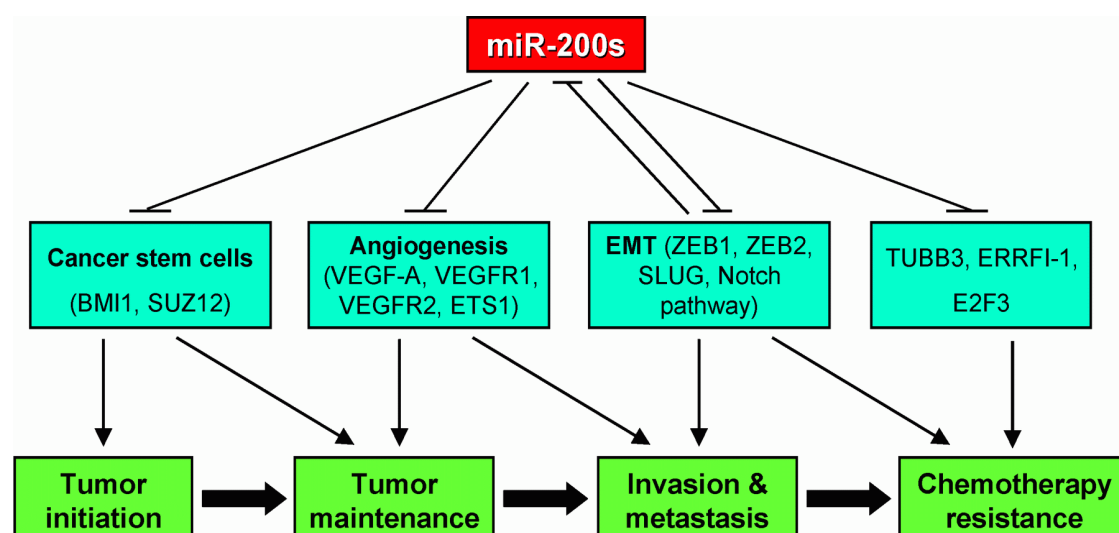 miR-200s
Cancer stem cells
(BMI1, SUZ12)
Angiogenesis
(VEGF-A, VEGFR1,
VEGFR2, ETS1)
EMT (ZEB1, ZEB2,
SLUG, Notch
pathway)
TUBB3, ERRFI-1,
E2F3
Tumor
initiation
Tumor
maintenance
Invasion &
metastasis
Chemotherapy
resistance